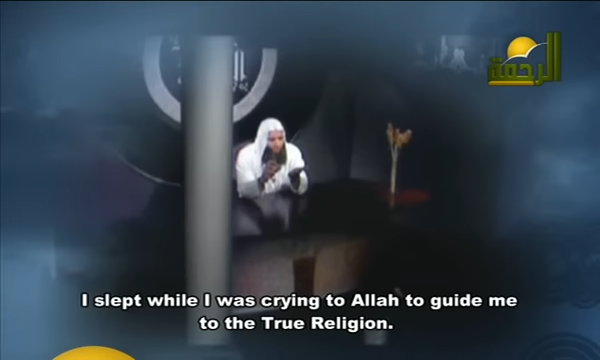 الرحمة
I slept while I was crying to Allah to guide me
to the True Religion.